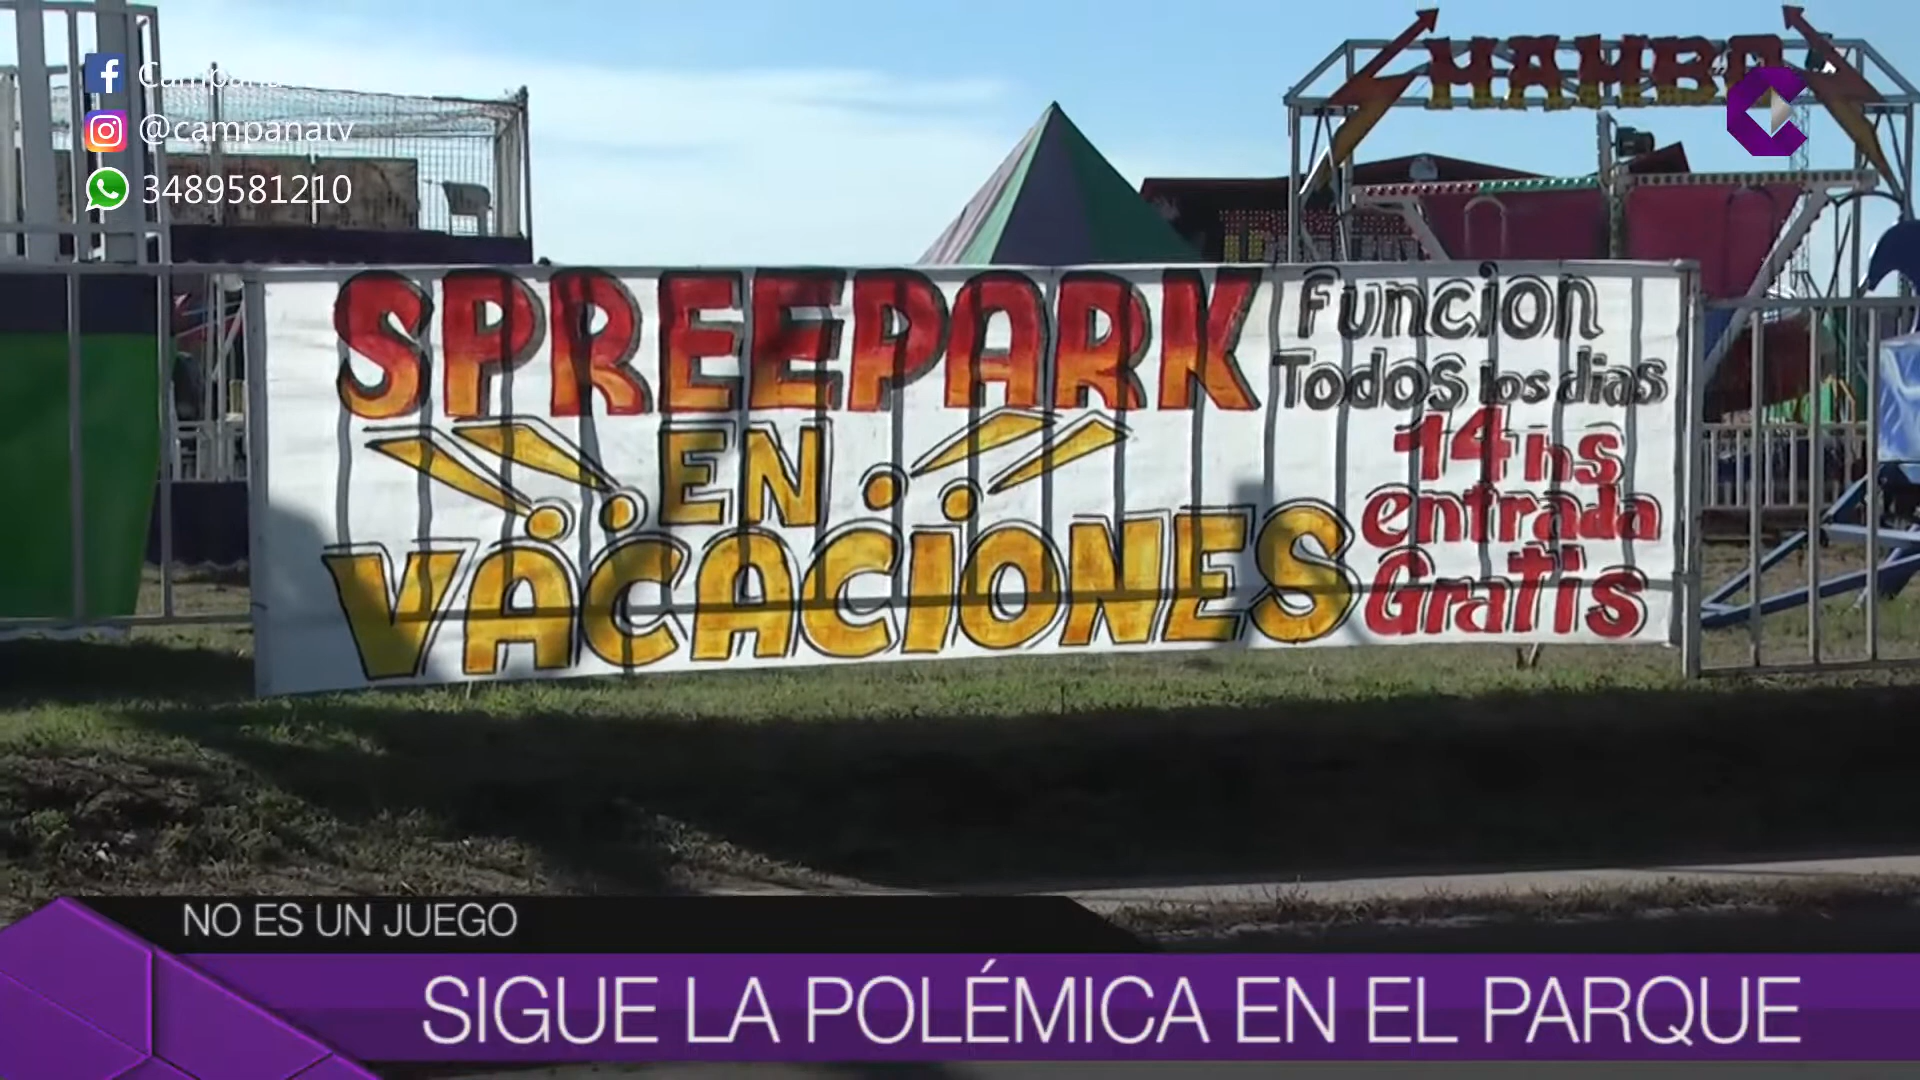 @campanatv
3489581210
MAMBO
SPREEPARK
EN
VACACIONES
funcion
Todos los dias
14 hs
entrada
Gratis
NO ES UN JUEGO
SIGUE LA POLÉMICA EN EL PARQUE